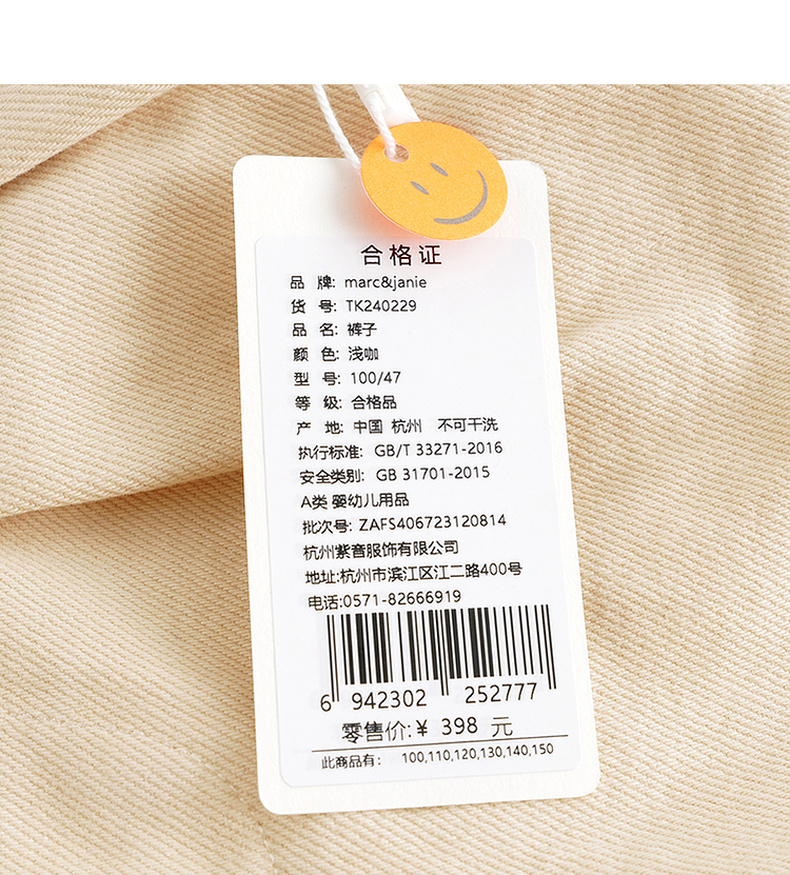 合格证
品 牌: marc&janie
货 号: TK240229
品 名: 裤子
颜 色: 浅咖
型 号: 100/47
等 级: 合格品
产 地: 中国 杭州 不可干洗
执行标准: GB/T 33271-2016
安全类别: GB 31701-2015
A类 婴幼儿用品
批次号: ZAFS406723120814
杭州紫音服饰有限公司
地址:杭州市滨江区江二路400号
电话:0571-82666919
6 942302 252777
零售价:¥ 398 元
此商品有: 100,110,120,130,140,150